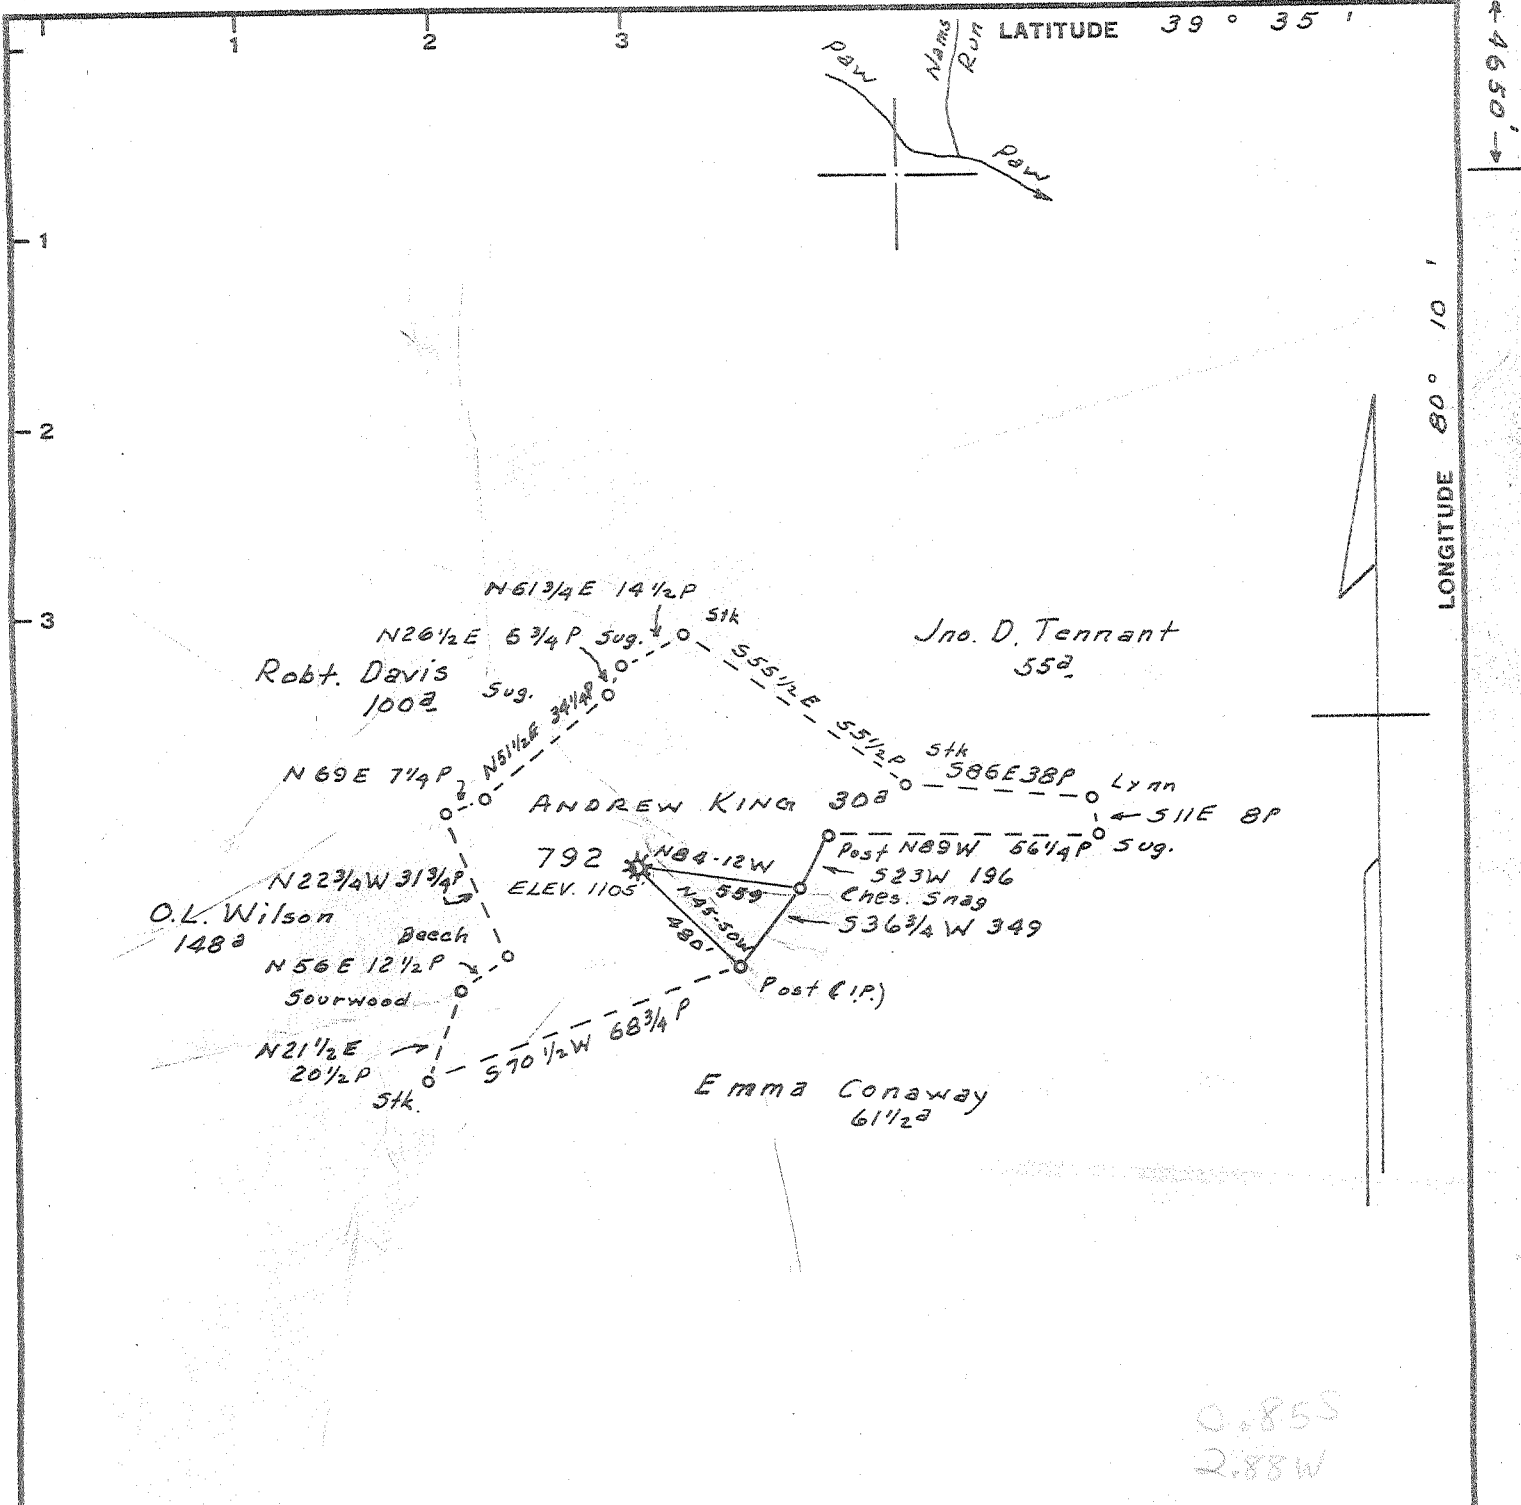 LATITUDE 39° 35'
←4650'→
1
2
3
Paw
Nams
Run
Paw
1
LONGITUDE 80° 10'
2
3
N61 3/4 E 14 1/2 P
Stk
N26 1/2 E 6 3/4 P Sug.
Jno. D. Tennant
55a
Robt. Davis
100a
Sug.
S55 1/2 E 55 1/2 P
N51 1/2 E 34 1/4 P
Stk
N 69 E 7 1/4 P
S86E 38P
Lynn
ANDREW KING 30a
S11E 8P
Post N89W 56 1/4 P Sug.
792
N84-12W
559
ELEV. 1105'
S23W 196
Ches. Snag
N22 3/4 W 31 3/4 P
N45-50W
480'
S36 3/4 W 349
O.L. Wilson
148a
Beech
N 56 E 12 1/2 P
Sourwood
Post (I.P.)
N21 1/2 E
20 1/2 P
S70 1/2 W 68 3/4 P
Stk.
Emma Conaway
61 1/2 a
0.85S
2.88W